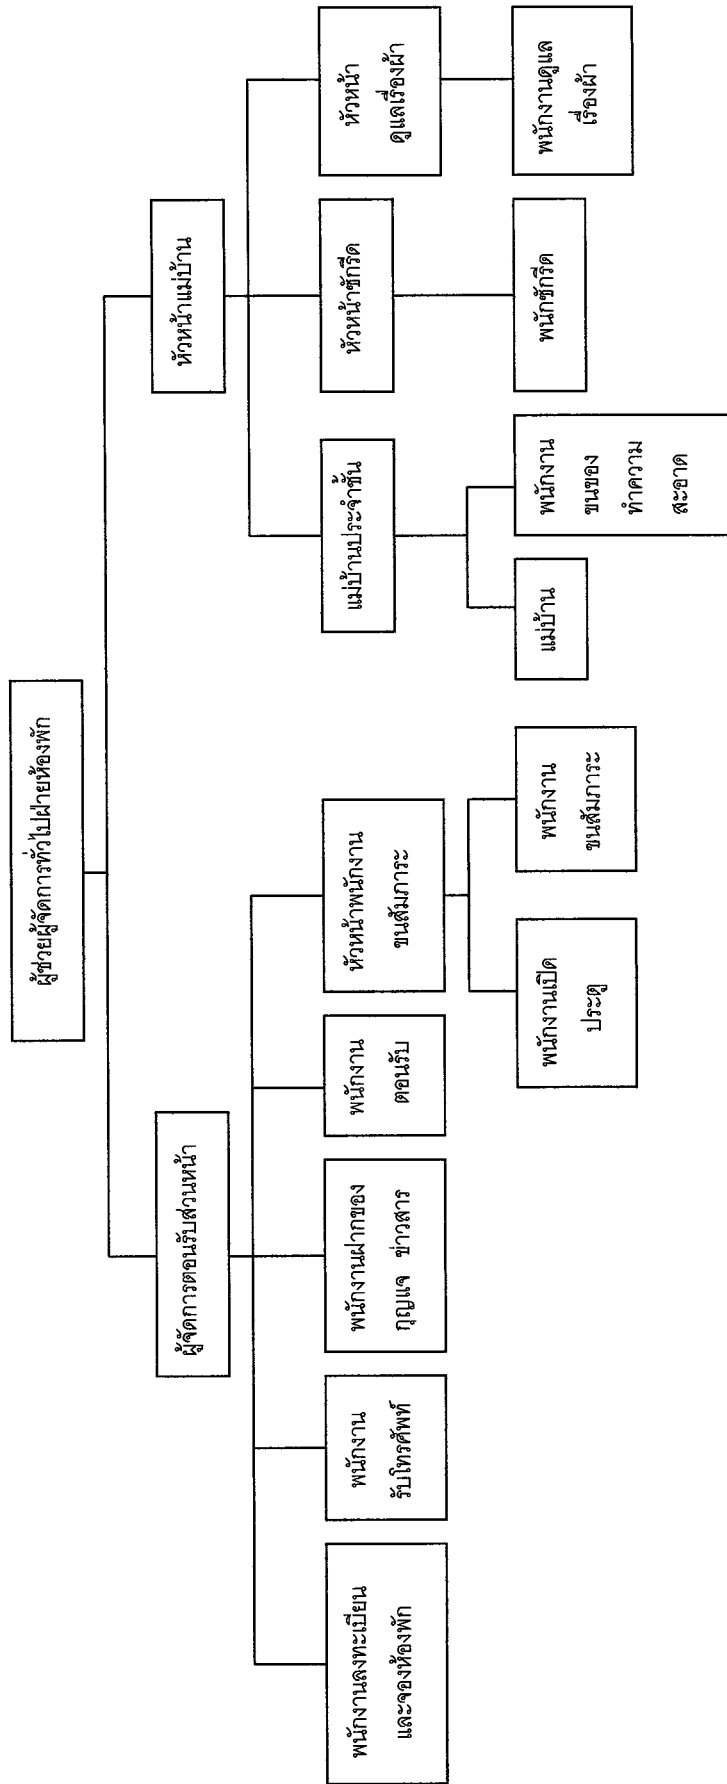 ผู้ช่วยผู้จัดการทั่วไปฝ่ายห้องพัก
ผู้จัดการตอนรับส่วนหน้า
หัวหน้าแม่บ้าน
พนักงานลงทะเบียน
และจองห้องพัก
พนักงาน
รับโทรศัพท์
พนักงานฝากของ
กุญแจ ข่าวสาร
พนักงาน
ตอนรับ
หัวหน้าพนักงาน
ขนสัมภาระ
แม่บ้านประจำชั้น
หัวหน้าซักรีด
หัวหน้า
ดูแลเรื่องผ้า
พนักงานเปิด
ประตู
พนักงาน
ขนสัมภาระ
แม่บ้าน
พนักงาน
ขนของ
ทำความ
สะอาด
พนักซักรีด
พนักงานดูแล
เรื่องผ้า